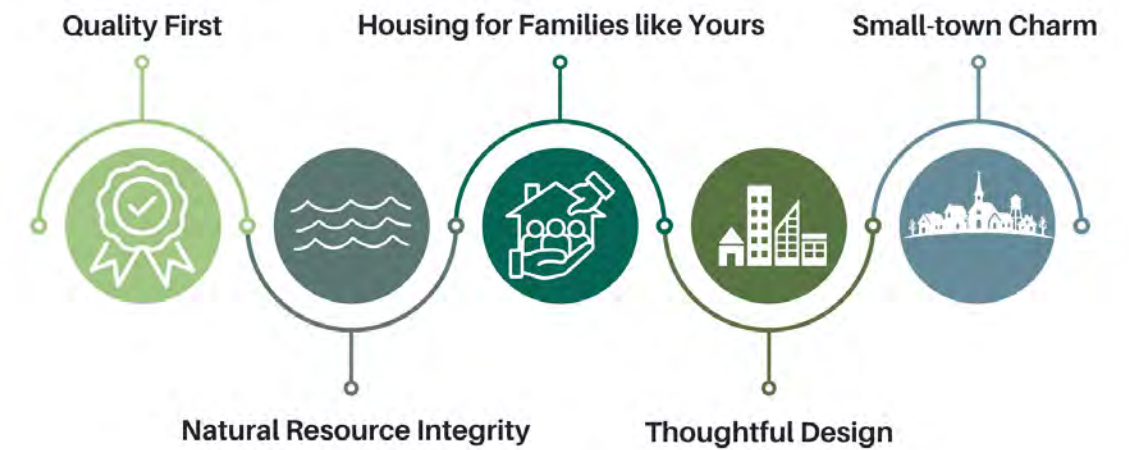 Quality First
Housing for Families like Yours
Small-town Charm
Natural Resource Integrity
Thoughtful Design